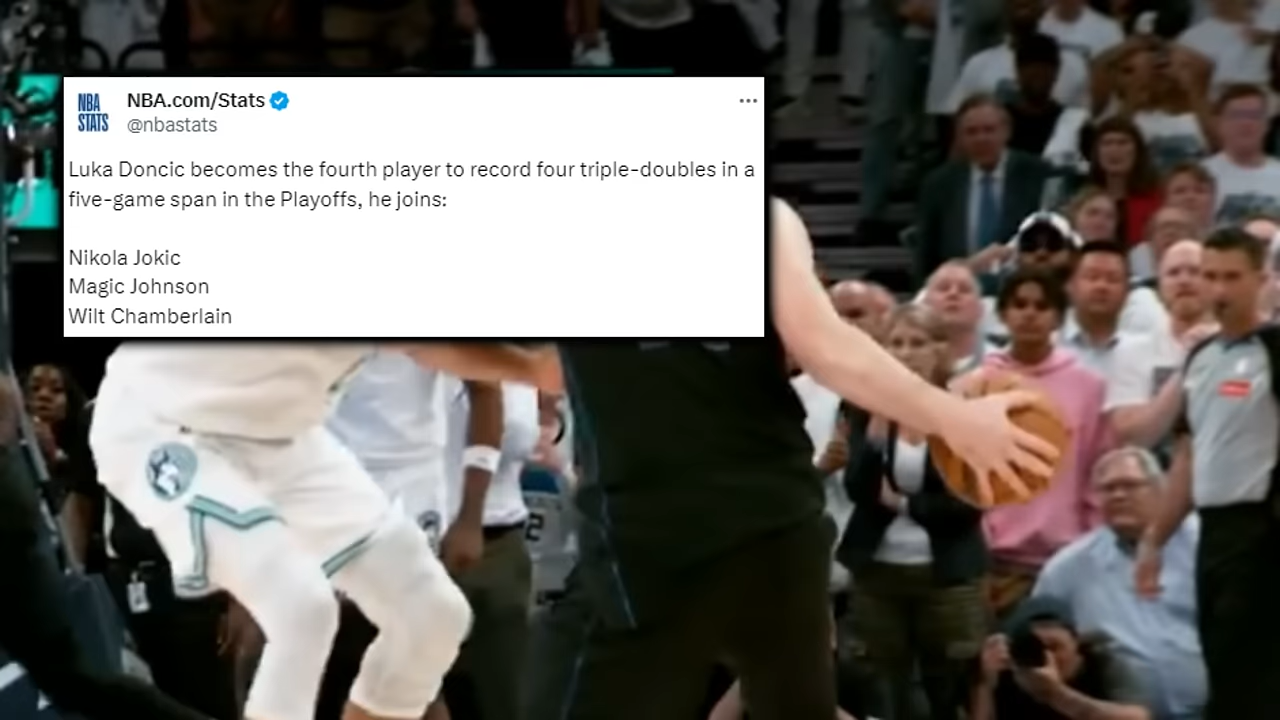 NBA
STATS
NBA.com/Stats
@nbastats
Luka Doncic becomes the fourth player to record four triple-doubles in a
five-game span in the Playoffs, he joins:
Nikola Jokic
Magic Johnson
Wilt Chamberlain
2